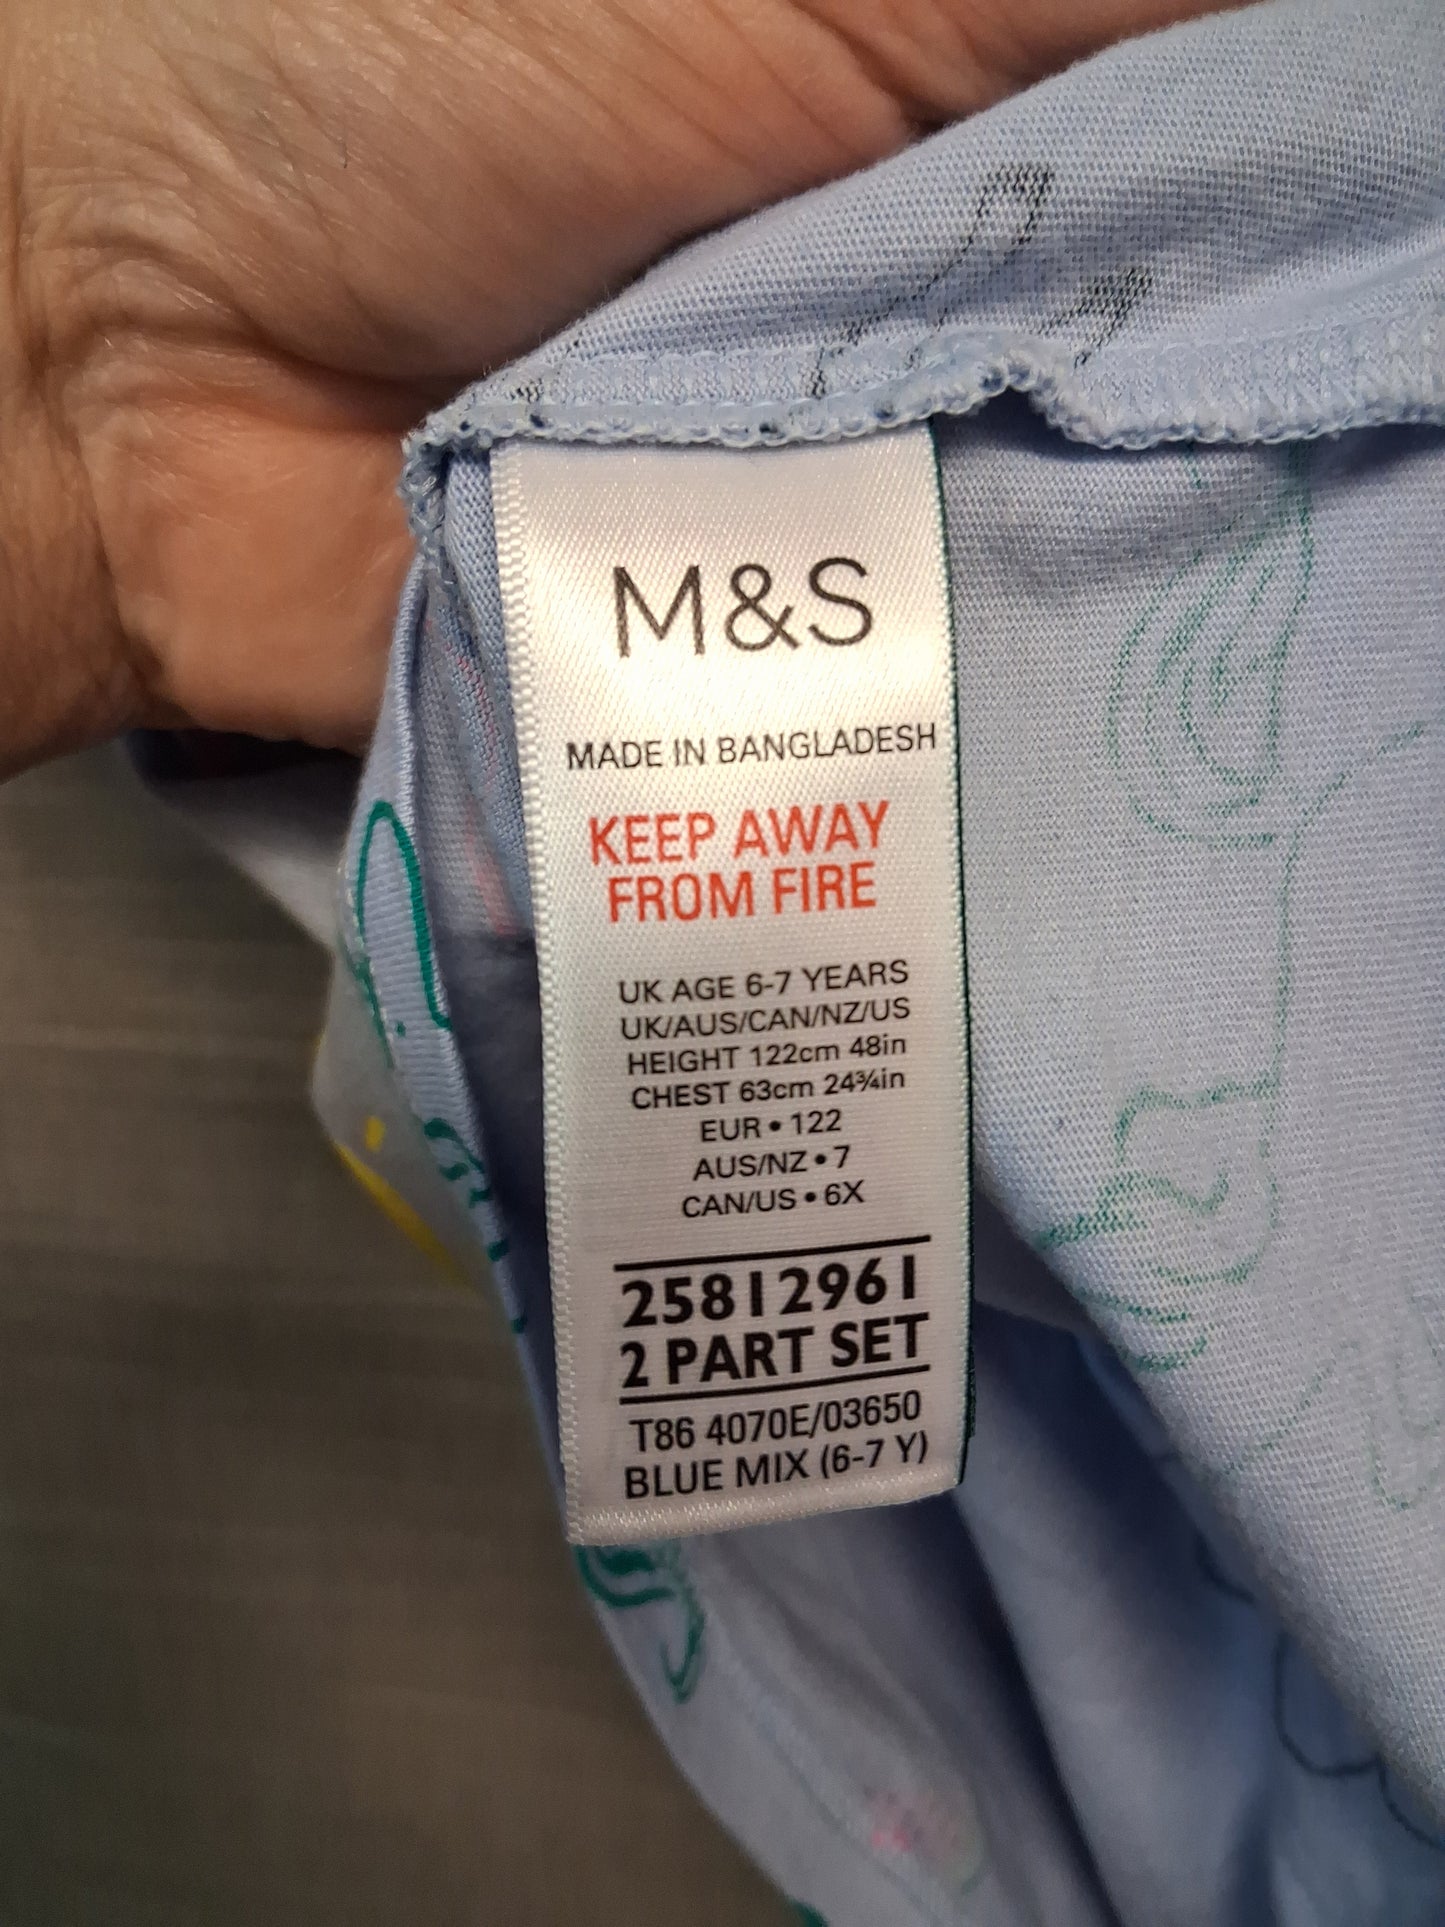 M&S
MADE IN BANGLADESH
KEEP AWAY
FROM FIRE
UK AGE 6-7 YEARS
UK/AUS/CAN/NZ/US
HEIGHT 122cm 48in
CHEST 63cm 24¾in
EUR • 122
AUS/NZ • 7
CAN/US • 6X
25812961
2 PART SET
T86 4070E/03650
BLUE MIX (6-7 Y)